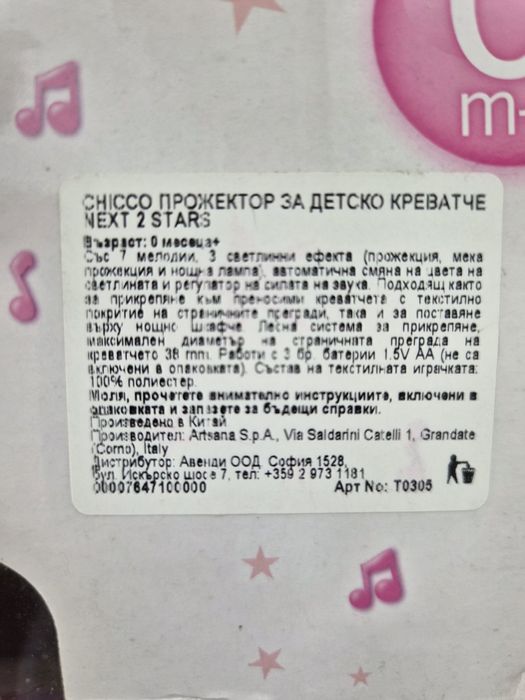 0
m+
CHICCO ПРОЖЕКТОР ЗА ДЕТСКО КРЕВАТЧЕ
NEXT 2 STARS
Възраст: 0 месеца+
Със 7 мелодии, 3 светлинни ефекта (прожекция, мека
прожекция и нощна лампа), автоматична смяна на цвета на
светлината и регулатор на силата на звука. Подходящ както
за прикрепяне към преносими креватчета с текстилно
покритие на страничните прегради, така и за поставяне
върху нощно шкафче. Лесна система за прикрепяне,
максимален диаметър на страничната преграда на
креватчето 38 mm. Работи с 3 бр. батерии 1.5V АА (не са
включени в опаковката). Състав на текстилната играчката:
100% полиестер.
Моля, прочетете внимателно инструкциите, включени в
опаковката и запазете за бъдещи справки.
Произведено в Китай
Производител: Artsana S.p.A., Via Saldarini Catelli 1, Grandate
(Como), Italy
Дистрибутор: Авенди ООД, София 1528,
бул. Искърско шосе 7, тел: +359 2 973 1181
00007647100000
Арт No: T0305